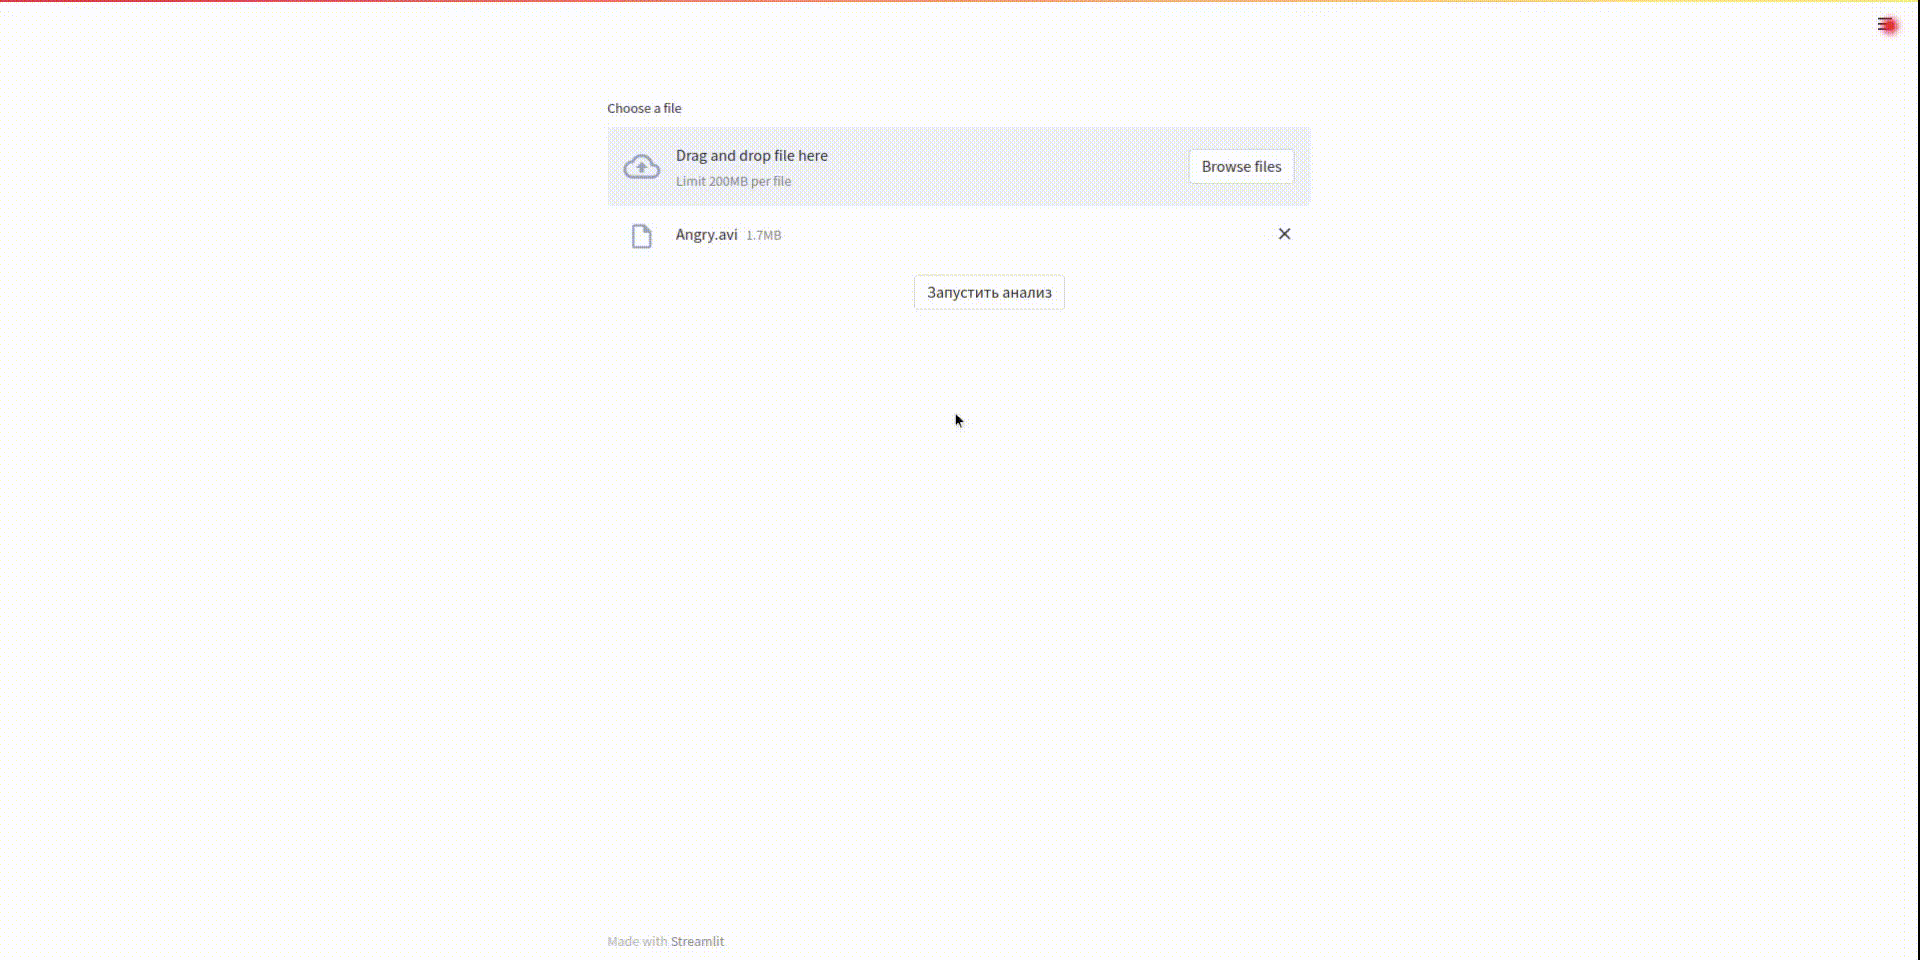 Choose a file
Drag and drop file here
Limit 200MB per file
Browse files
Angry.avi 1.7MB
Запустить анализ
Made with Streamlit